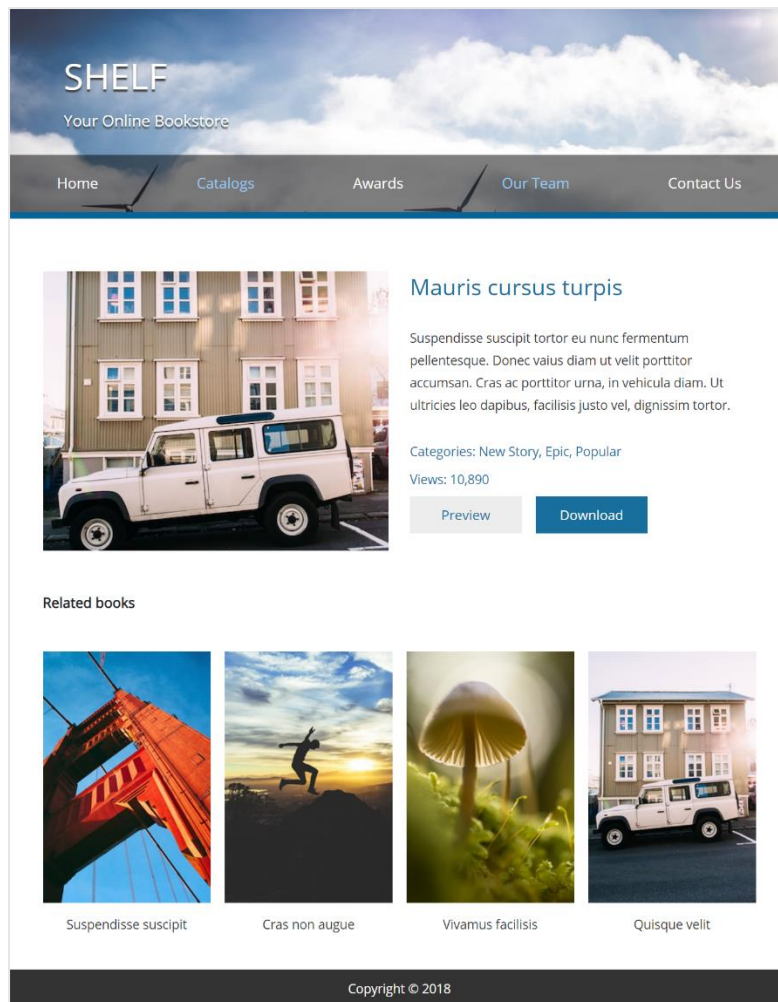 SHELF
Your Online Bookstore
Home Catalogs Awards Our Team Contact Us
Mauris cursus turpis
Suspendisse suscipit tortor eu nunc fermentum
pellentesque. Donec vaius diam ut velit porttitor
accumsan. Cras ac porttitor urna, in vehicula diam. Ut
ultricies leo dapibus, facilisis justo vel, dignissim tortor.
Categories: New Story, Epic, Popular
Views: 10,890
Preview Download
Related books
Suspendisse suscipit Cras non augue Vivamus facilisis Quisque velit
Copyright © 2018